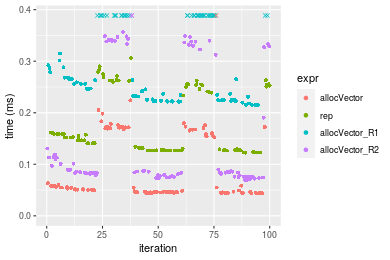 0.4
0.3
0.2
0.1
0.0
time (ms)
0
25
50
75
100
iteration
expr
allocVector
rep
allocVector_R1
allocVector_R2